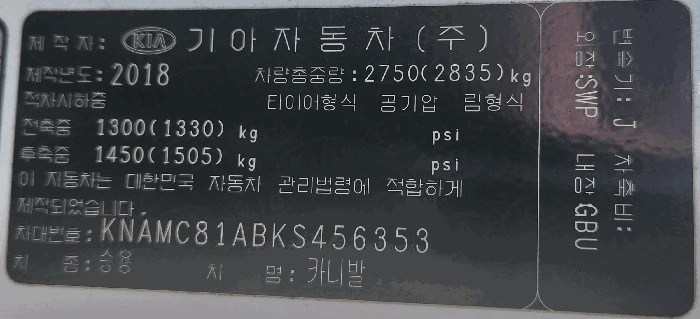 제 작 자: KIA 기 아 자 동 차 ( 주 )
제작년도: 2018 차량총중량: 2750(2835) kg
적차시하중 타이어형식 공기압 림형식
전축중 1300(1330) kg psi
후축중 1450(1505) kg psi
이 자동차는 대한민국 자동차 관리법령에 적합하게
제작되었습니다.
차대번호: KNAMC81ABKS456353
차 종: 승용 차 명: 카니발
변속기: J 차축비:
외장:SWP 내장:GBU